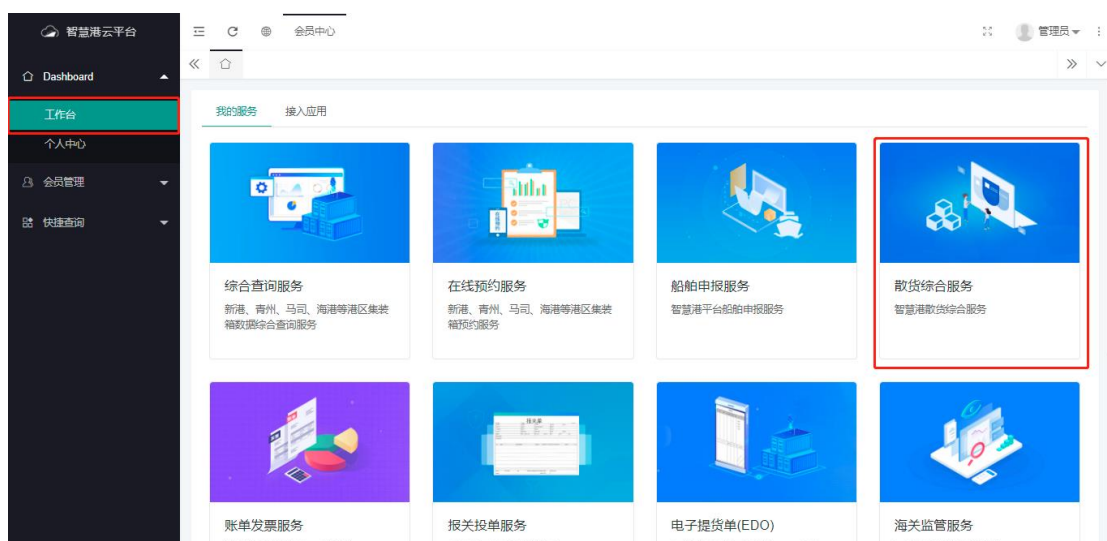 智慧港云平台
会员中心
管理员
Dashboard
工作台
个人中心
会员管理
快捷查询
我的服务 接入应用
综合查询服务
新港、青州、马司、海港等港区集装
箱数据综合查询服务
在线预约服务
新港、青州、马司、海港等港区集装
箱预约服务
船舶申报服务
智慧港平台船舶申报服务
散货综合服务
智慧港散货综合服务
账单发票服务
报关单
报关投单服务
电子提货单(EDO)
海关监管服务